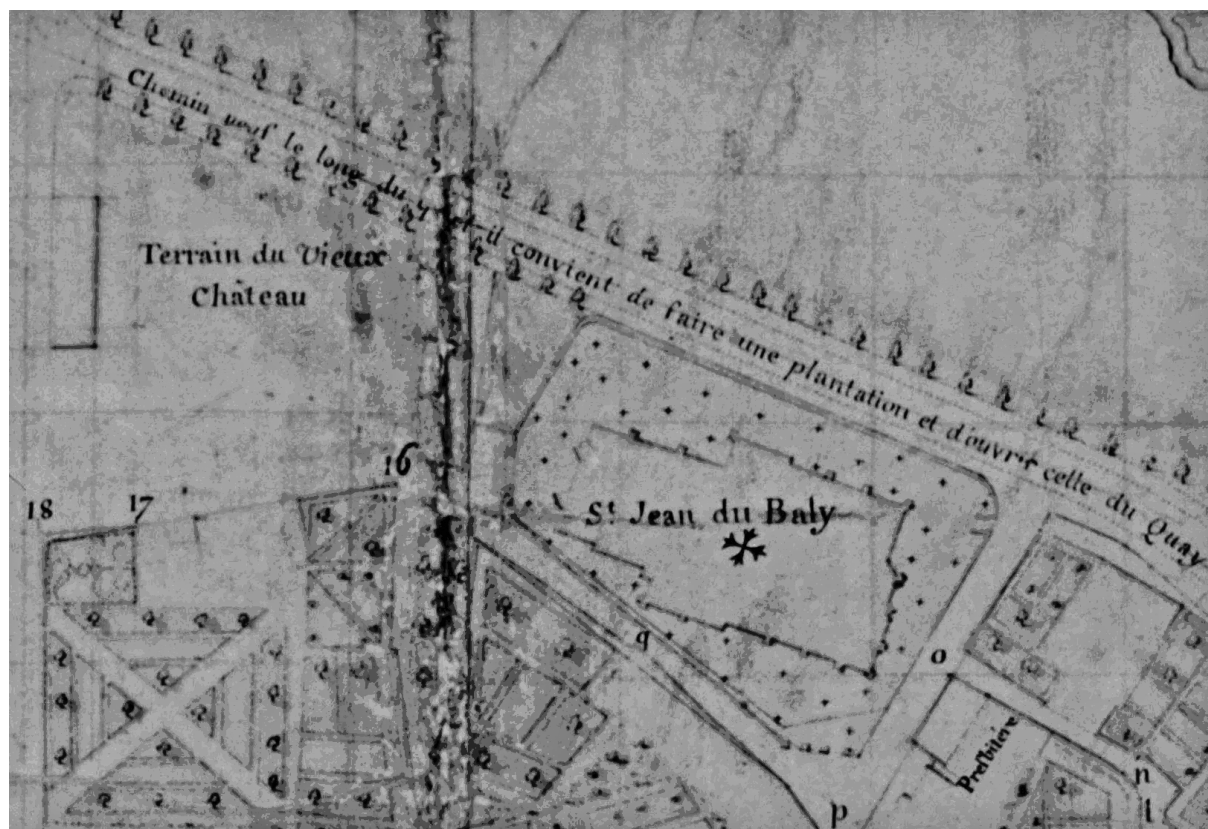 Chemin neuf le long du quel il convient de faire une plantation et d'ouvrir celle du Quay
Terrain du Vieux
Château
16
17
18
St Jean du Baly
q
o
Presbitère
n
l
p